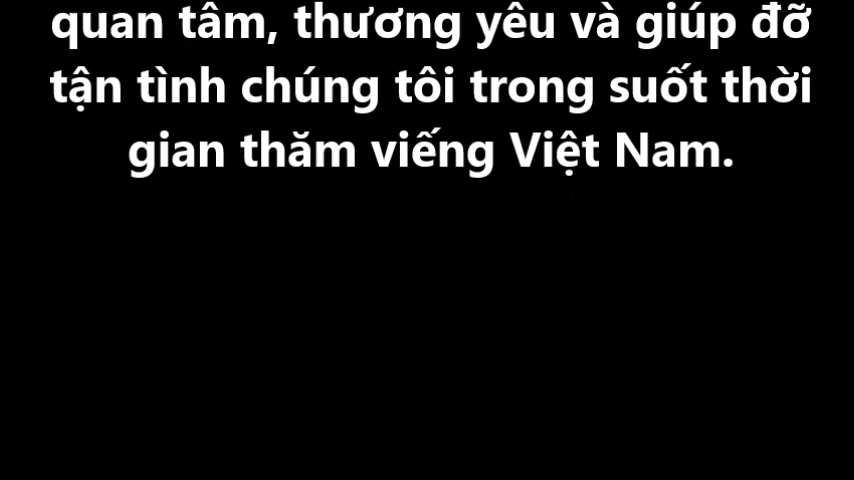 quan tâm, thương yêu và giúp đỡ
tận tình chúng tôi trong suốt thời
gian thăm viếng Việt Nam.